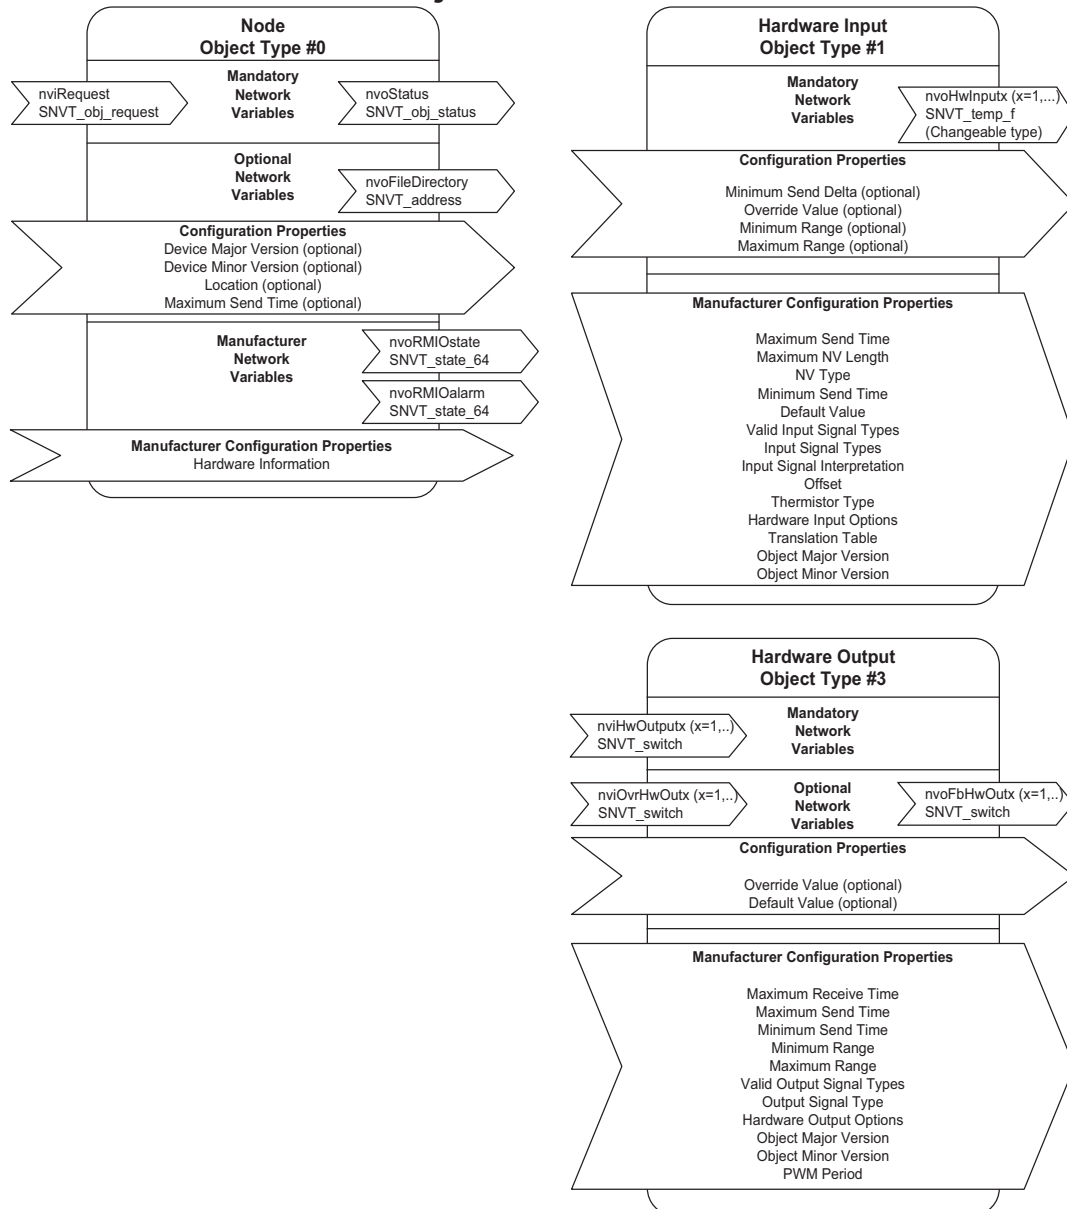 Node
Object Type #0
Mandatory
Network
Variables
nviRequest
SNVT_obj_request
nvoStatus
SNVT_obj_status
Optional
Network
Variables
nvoFileDirectory
SNVT_address
Configuration Properties
Device Major Version (optional)
Device Minor Version (optional)
Location (optional)
Maximum Send Time (optional)
Manufacturer
Network
Variables
nvoRMIOstate
SNVT_state_64
nvoRMIOalarm
SNVT_state_64
Manufacturer Configuration Properties
Hardware Information
Hardware Input
Object Type #1
Mandatory
Network
Variables
nvoHwInputx (x=1,...)
SNVT_temp_f
(Changeable type)
Configuration Properties
Minimum Send Delta (optional)
Override Value (optional)
Minimum Range (optional)
Maximum Range (optional)
Manufacturer Configuration Properties
Maximum Send Time
Maximum NV Length
NV Type
Minimum Send Time
Default Value
Valid Input Signal Types
Input Signal Types
Input Signal Interpretation
Offset
Thermistor Type
Hardware Input Options
Translation Table
Object Major Version
Object Minor Version
Hardware Output
Object Type #3
Mandatory
Network
Variables
nviHwOutputx (x=1,..)
SNVT_switch
Optional
Network
Variables
nviOvrHwOutx (x=1,..)
SNVT_switch
nvoFbHwOutx (x=1,..)
SNVT_switch
Configuration Properties
Override Value (optional)
Default Value (optional)
Manufacturer Configuration Properties
Maximum Receive Time
Maximum Send Time
Minimum Send Time
Minimum Range
Maximum Range
Valid Output Signal Types
Output Signal Type
Hardware Output Options
Object Major Version
Object Minor Version
PWM Period